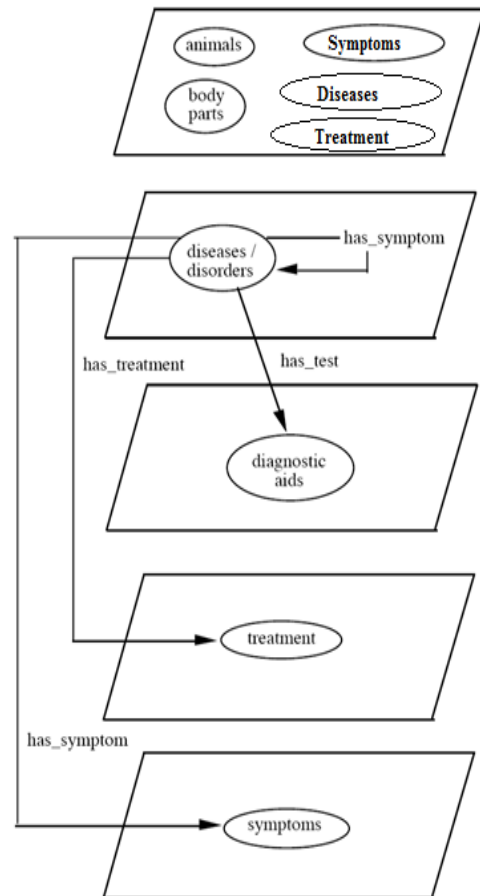 animals
Symptoms
body
parts
Diseases
Treatment
has_symptom
diseases /
disorders
has_treatment
has_test
diagnostic
aids
treatment
has_symptom
symptoms